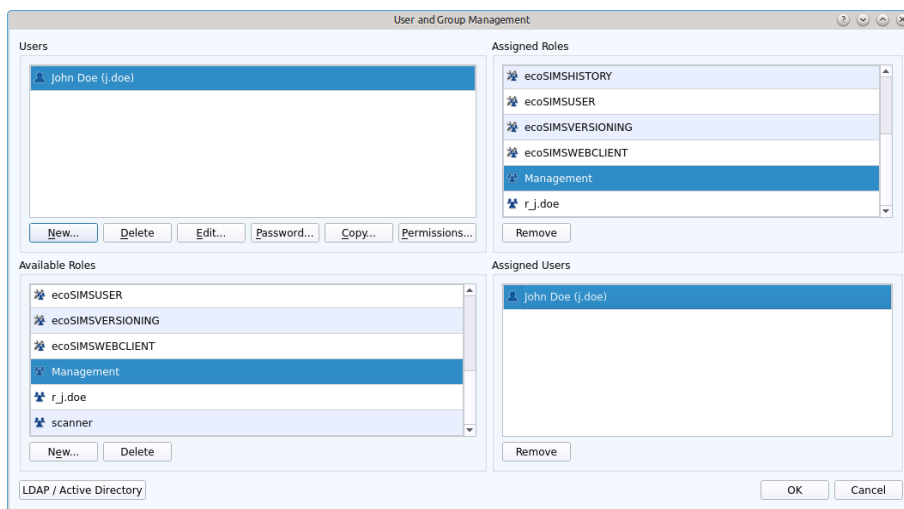 User and Group Management
Users
John Doe (j.doe)
New...
Delete
Edit...
Password...
Copy...
Permissions...
Assigned Roles
ecoSIMSHISTORY
ecoSIMSUSER
ecoSIMSVERSIONING
ecoSIMSWEBCLIENT
Management
r_j.doe
Remove
Available Roles
ecoSIMSUSER
ecoSIMSVERSIONING
ecoSIMSWEBCLIENT
Management
r_j.doe
scanner
New...
Delete
Assigned Users
John Doe (j.doe)
Remove
LDAP / Active Directory
OK
Cancel